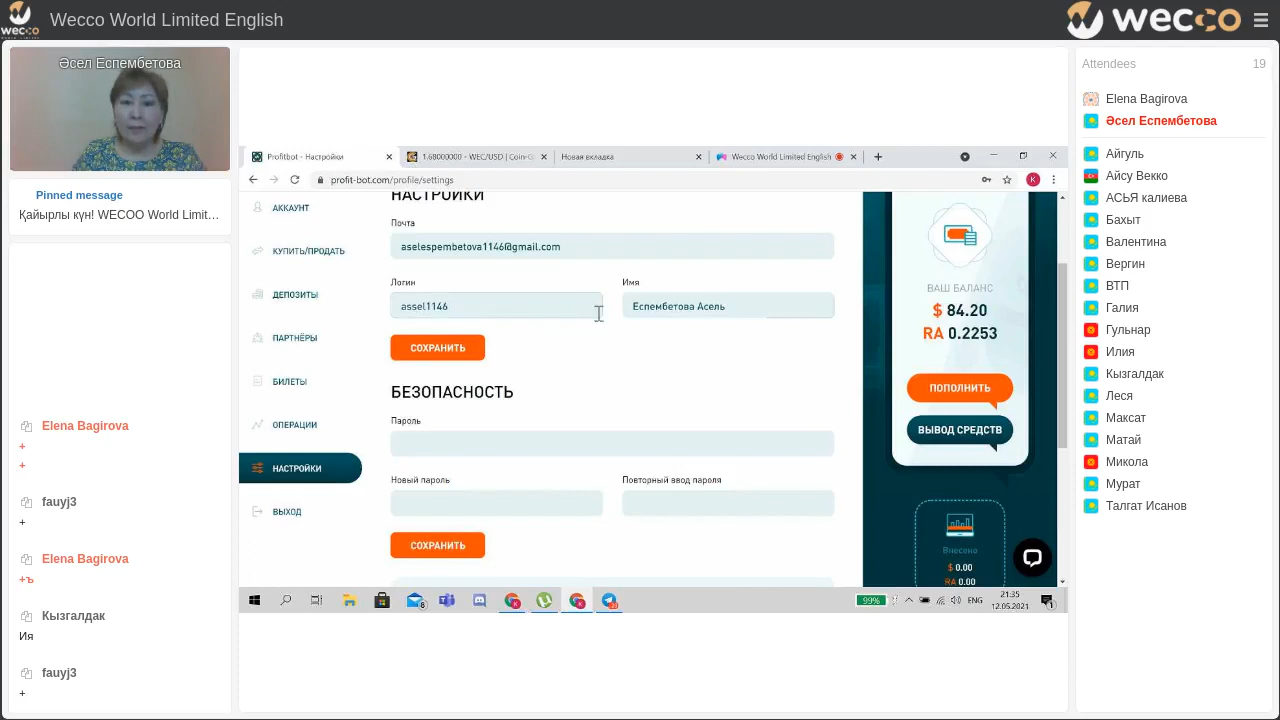 wecco
Wecco World Limited English
wecco
Әсел Еспембетова
Pinned message
Қайырлы күн! WECOO World Limit…
Elena Bagirova
+
+
fauyj3
+
Elena Bagirova
+ъ
Кызгалдак
Ия
fauyj3
+
Profitbot - Настройки
1.68000000 - WEC/USD | Coin-G
Новая вкладка
Wecco World Limited English
profit-bot.com/profile/settings
K
АККАУНТ
КУПИТЬ/ПРОДАТЬ
ДЕПОЗИТЫ
ПАРТНЁРЫ
БИЛЕТЫ
ОПЕРАЦИИ
НАСТРОЙКИ
ВЫХОД
НАСТРОЙКИ
Почта
aselespembetova1146@gmail.com
Логин
Имя
assel1146
Еспембетова Асель
СОХРАНИТЬ
БЕЗОПАСНОСТЬ
Пароль
Новый пароль
Повторный ввод пароля
СОХРАНИТЬ
ВАШ БАЛАНС
$ 84.20
RA 0.2253
ПОПОЛНИТЬ
ВЫВОД СРЕДСТВ
Внесено
$ 0.00
RA 0.00
99%
ENG
21:35
12.05.2021
Attendees 19
Elena Bagirova
Әсел Еспембетова
Айгуль
Айсу Векко
АСЬЯ калиева
Бахыт
Валентина
Вергин
ВТП
Галия
Гульнар
Илия
Кызгалдак
Леся
Максат
Матай
Микола
Мурат
Талгат Исанов